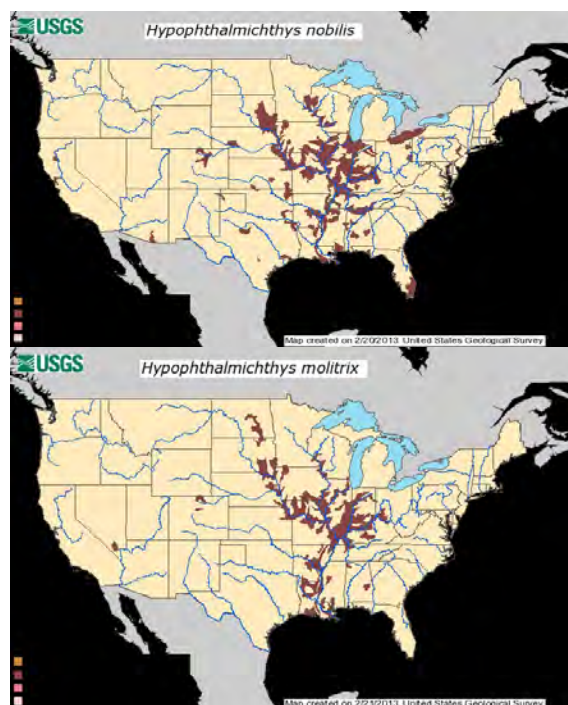 USGS
Hypophthalmichthys nobilis
Map created on 2/20/2013. United States Geological Survey
USGS
Hypophthalmichthys molitrix
Map created on 2/21/2013. United States Geological Survey